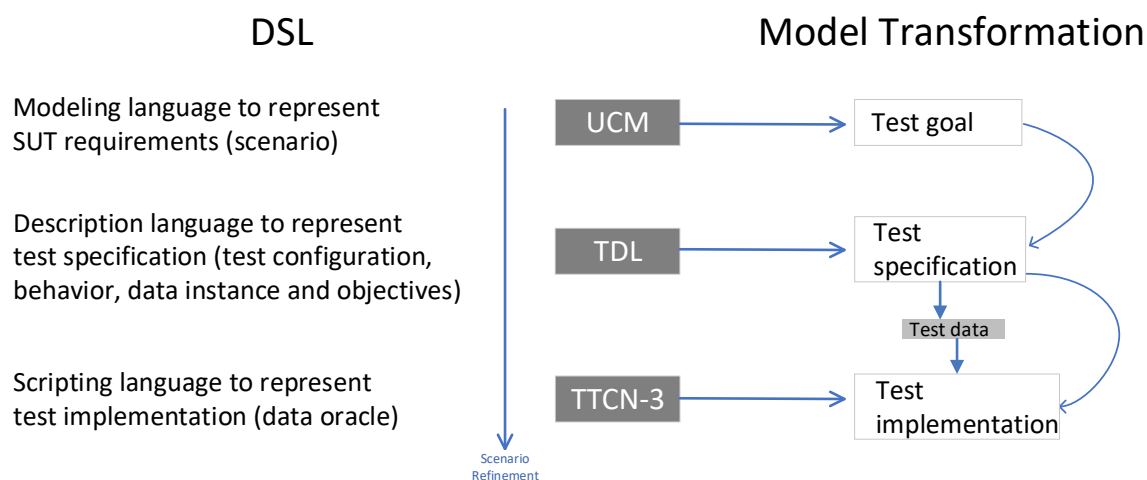 DSL
Model Transformation
Modeling language to represent
SUT requirements (scenario)
UCM
Test goal
Description language to represent
test specification (test configuration,
behavior, data instance and objectives)
TDL
Test
specification
Test data
Scripting language to represent
test implementation (data oracle)
TTCN-3
Test
implementation
Scenario
Refinement